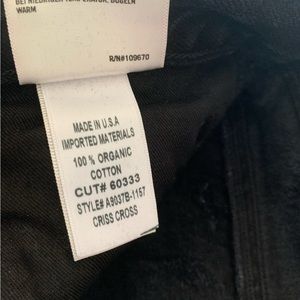 BEI NIEDRIGER TEMPERATUR, BÜGELN
WARM
R/N#109670
MADE IN U.S.A
IMPORTED MATERIALS
100 % ORGANIC
COTTON
CUT# 60333
STYLE# A9037B-1157
CRISS CROSS